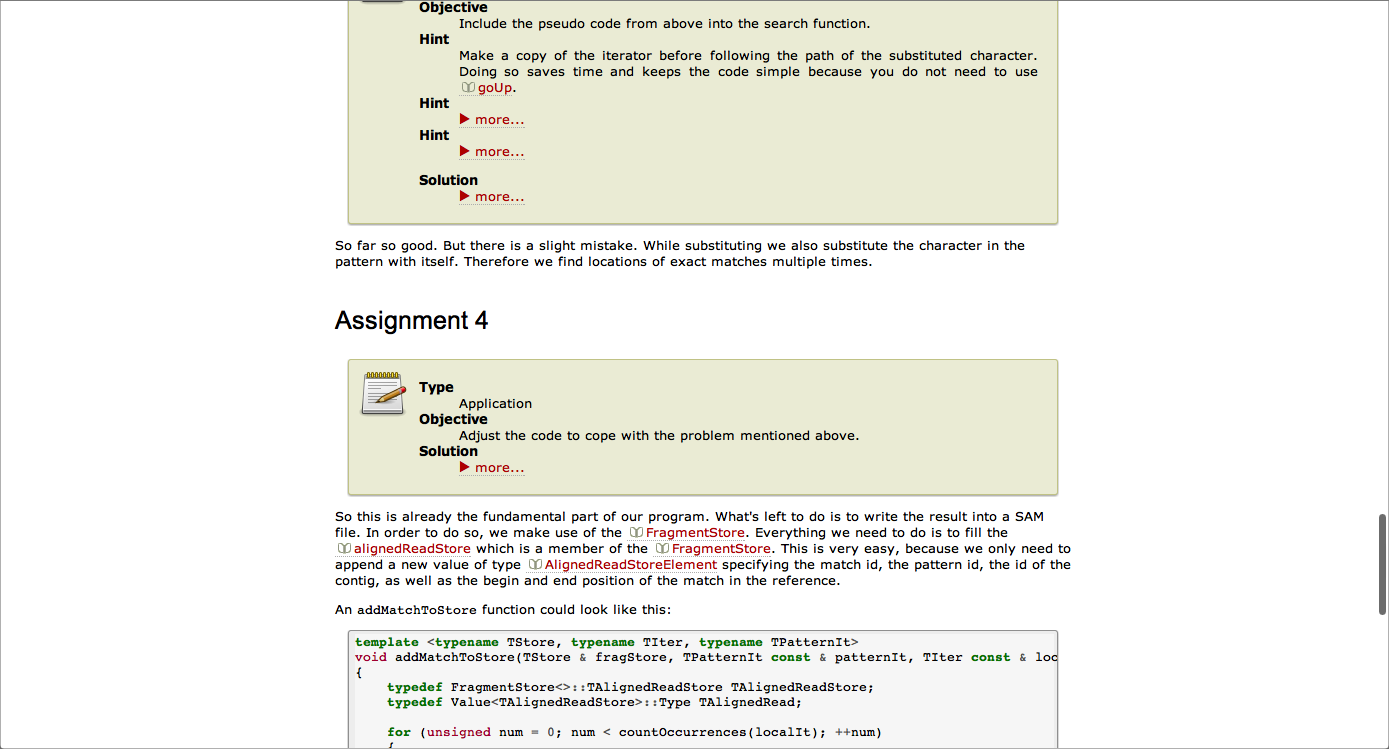 Objective
Include the pseudo code from above into the search function.
Hint
Make a copy of the iterator before following the path of the substituted character.
Doing so saves time and keeps the code simple because you do not need to use
goUp.
Hint
more...
Hint
more...
Solution
more...
So far so good. But there is a slight mistake. While substituting we also substitute the character in the
pattern with itself. Therefore we find locations of exact matches multiple times.
Assignment 4
Type
Application
Objective
Adjust the code to cope with the problem mentioned above.
Solution
more...
So this is already the fundamental part of our program. What's left to do is to write the result into a SAM
file. In order to do so, we make use of the FragmentStore. Everything we need to do is to fill the
alignedReadStore which is a member of the FragmentStore. This is very easy, because we only need to
append a new value of type AlignedReadStoreElement specifying the match id, the pattern id, the id of the
contig, as well as the begin and end position of the match in the reference.
An addMatchToStore function could look like this:
template <typename TStore, typename TIter, typename TPatternIt>
void addMatchToStore(TStore & fragStore, TPatternIt const & patternIt, TIter const & loc
{
typedef FragmentStore<>::TAlignedReadStore TAlignedReadStore;
typedef Value<TAlignedReadStore>::Type TAlignedRead;
for (unsigned num = 0; num < countOccurrences(localIt); ++num)
{